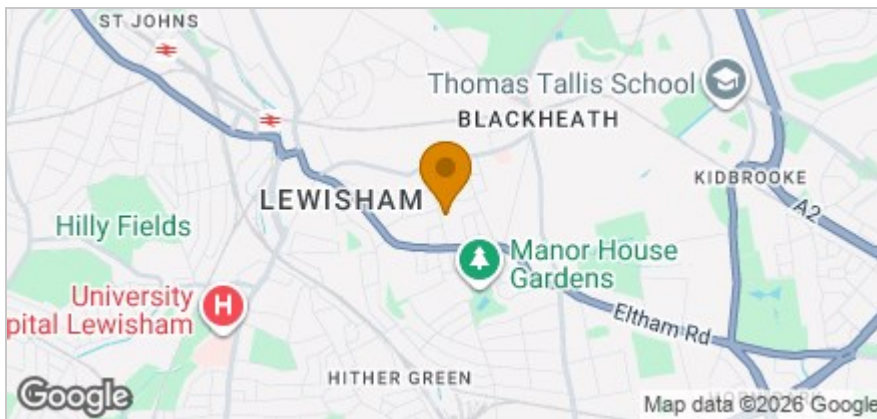 ST JOHNS
Thomas Tallis School
BLACKHEATH
KIDBROOKE
LEWISHAM
A2
Hilly Fields
Manor House
Gardens
University
pital Lewisham
H
Eltham Rd
HITHER GREEN
Google
Map data ©2026 Google